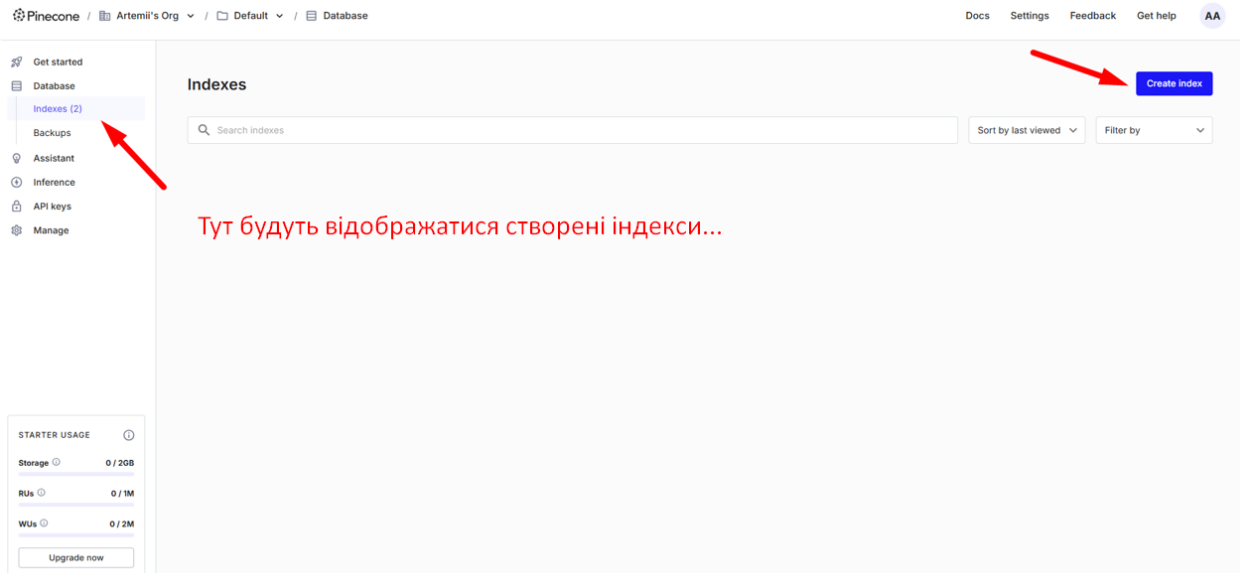 Pinecone / Artemii's Org / Default / Database Docs Settings Feedback Get help AA
Get started
Database
Indexes (2)
Backups
Assistant
Inference
API keys
Manage
Indexes
Create index
Search indexes
Sort by last viewed
Filter by
Тут будуть відображатися створені індекси...
STARTER USAGE
Storage 0 / 2GB
RUs 0 / 1M
WUs 0 / 2M
Upgrade now